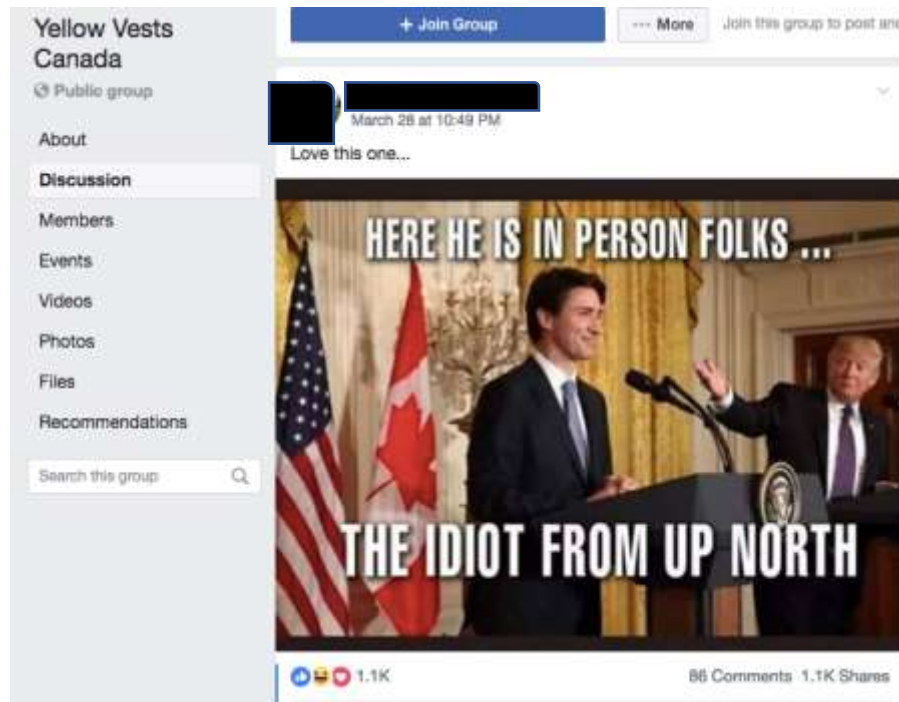 Yellow Vests
Canada
Public group
About
Discussion
Members
Events
Videos
Photos
Files
Recommendations
Search this group
+ Join Group
··· More
Join this group to post and
March 28 at 10:49 PM
Love this one...
HERE HE IS IN PERSON FOLKS ...
THE IDIOT FROM UP NORTH
1.1K
86 Comments 1.1K Shares